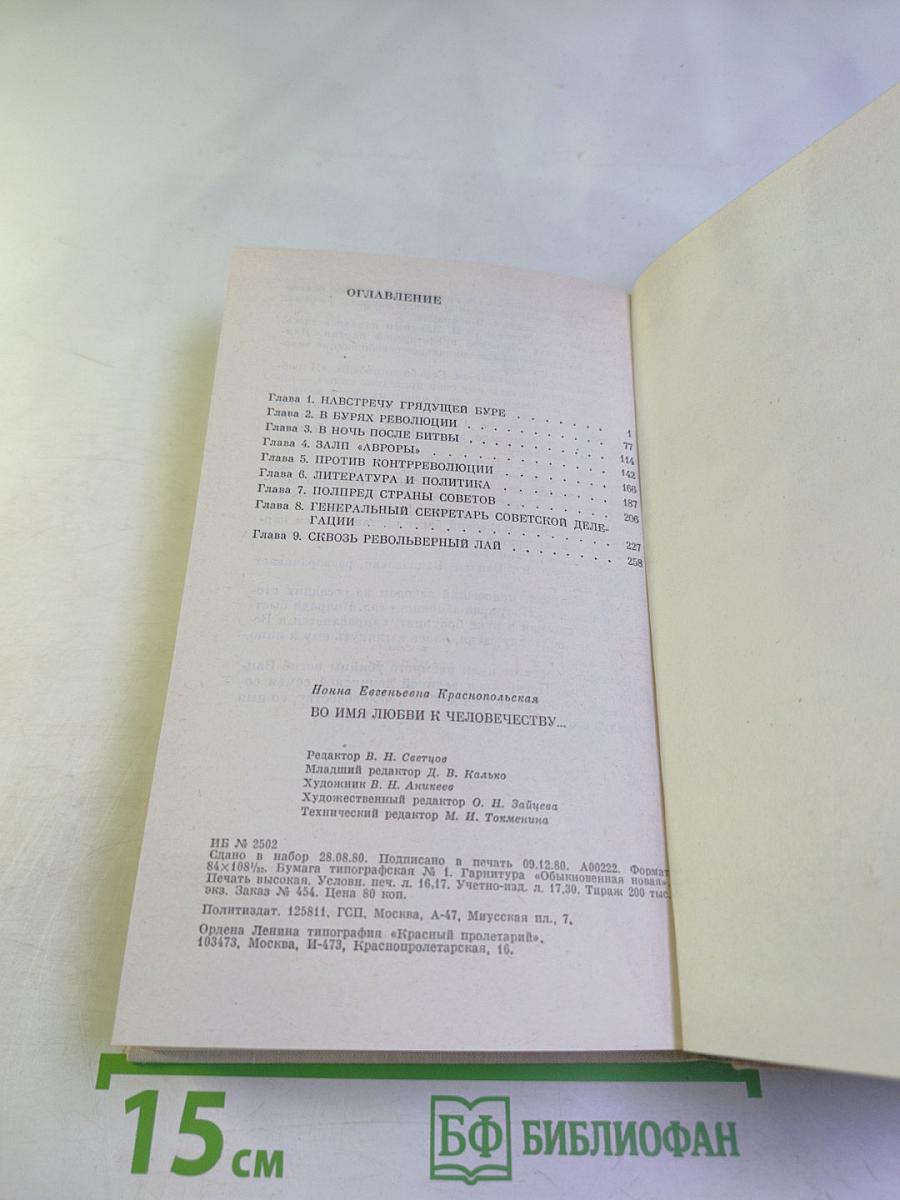 ОГЛАВЛЕНИЕ
Глава 1. НАВСТРЕЧУ ГРЯДУЩЕЙ БУРЕ . . . . . . . 1
Глава 2. В БУРЯХ РЕВОЛЮЦИИ . . . . . . . . . 77
Глава 3. В НОЧЬ ПОСЛЕ БИТВЫ . . . . . . . . . 114
Глава 4. ЗАЛП «АВРОРЫ» . . . . . . . . . . . 142
Глава 5. ПРОТИВ КОНТРРЕВОЛЮЦИИ . . . . . . . 166
Глава 6. ЛИТЕРАТУРА И ПОЛИТИКА . . . . . . . 187
Глава 7. ПОЛПРЕД СТРАНЫ СОВЕТОВ . . . . . . . 206
Глава 8. ГЕНЕРАЛЬНЫЙ СЕКРЕТАРЬ СОВЕТСКОЙ ДЕЛЕ-
ГАЦИИ . . . . . . . . . . . . . 227
Глава 9. СКВОЗЬ РЕВОЛЬВЕРНЫЙ ЛАЙ . . . . . . . 258
Нонна Евгеньевна Краснопольская
ВО ИМЯ ЛЮБВИ К ЧЕЛОВЕЧЕСТВУ...
Редактор В. Н. Светцов
Младший редактор Д. В. Калько
Художник В. Н. Аникеев
Художественный редактор О. Н. Зайцева
Технический редактор М. И. Токменина
ИБ № 2502
Сдано в набор 28.08.80. Подписано в печать 09.12.80. А00222. Формат
84×108¹/₃₂. Бумага типографская № 1. Гарнитура «Обыкновенная новая».
Печать высокая. Условн. печ. л. 16,17. Учетно-изд. л. 17,30. Тираж 200 тыс.
экз. Заказ № 454. Цена 80 коп.
Политиздат. 125811, ГСП, Москва, А-47, Миусская пл., 7.
Ордена Ленина типография «Красный пролетарий».
103473, Москва, И-473, Краснопролетарская, 16.
15 см
БФ БИБЛИОФАН